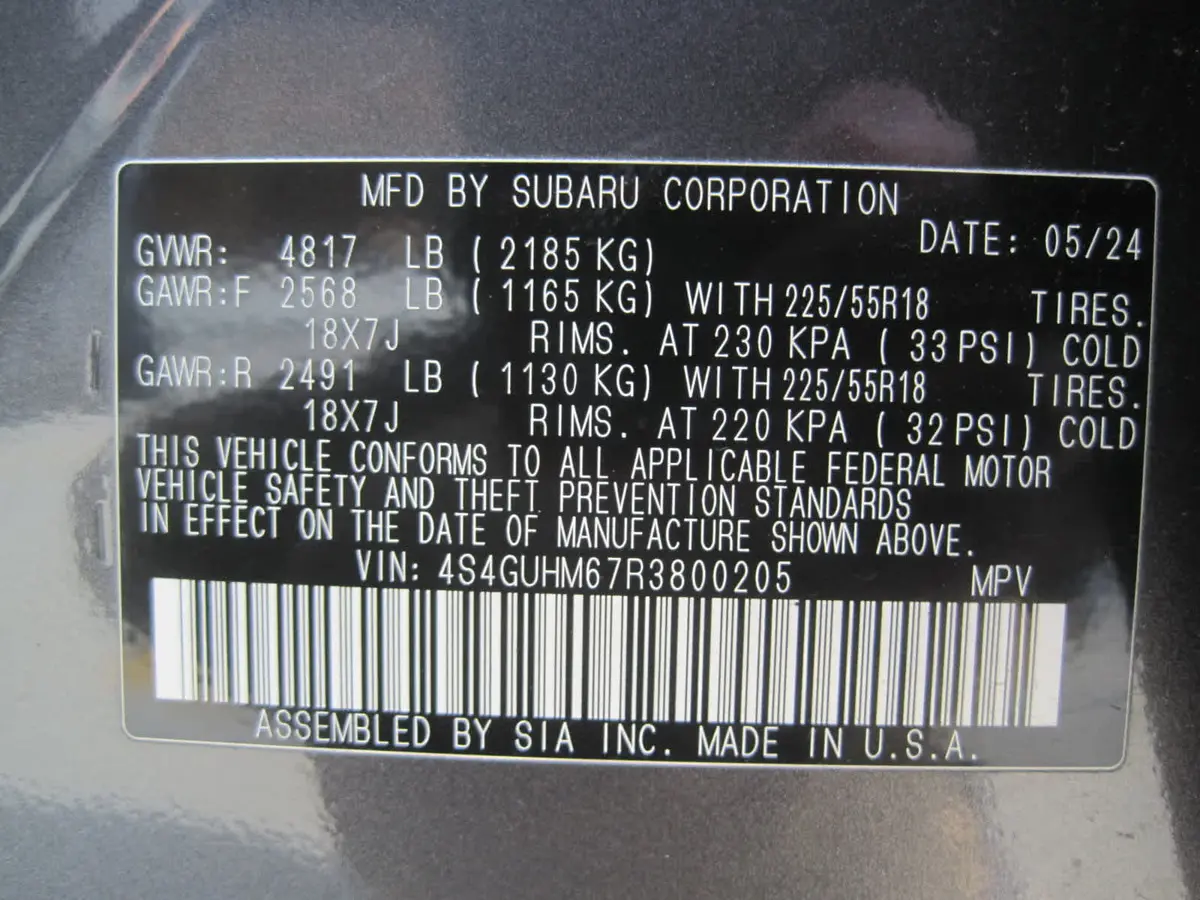 MFD BY SUBARU CORPORATION
DATE: 05/24
GVWR: 4817 LB ( 2185 KG)
GAWR:F 2568 LB ( 1165 KG) WITH 225/55R18 TIRES.
18X7J RIMS. AT 230 KPA ( 33 PSI) COLD
GAWR:R 2491 LB ( 1130 KG) WITH 225/55R18 TIRES.
18X7J RIMS. AT 220 KPA ( 32 PSI) COLD
THIS VEHICLE CONFORMS TO ALL APPLICABLE FEDERAL MOTOR
VEHICLE SAFETY AND THEFT PREVENTION STANDARDS
IN EFFECT ON THE DATE OF MANUFACTURE SHOWN ABOVE.
VIN: 4S4GUHM67R3800205 MPV
ASSEMBLED BY SIA INC. MADE IN U.S.A.